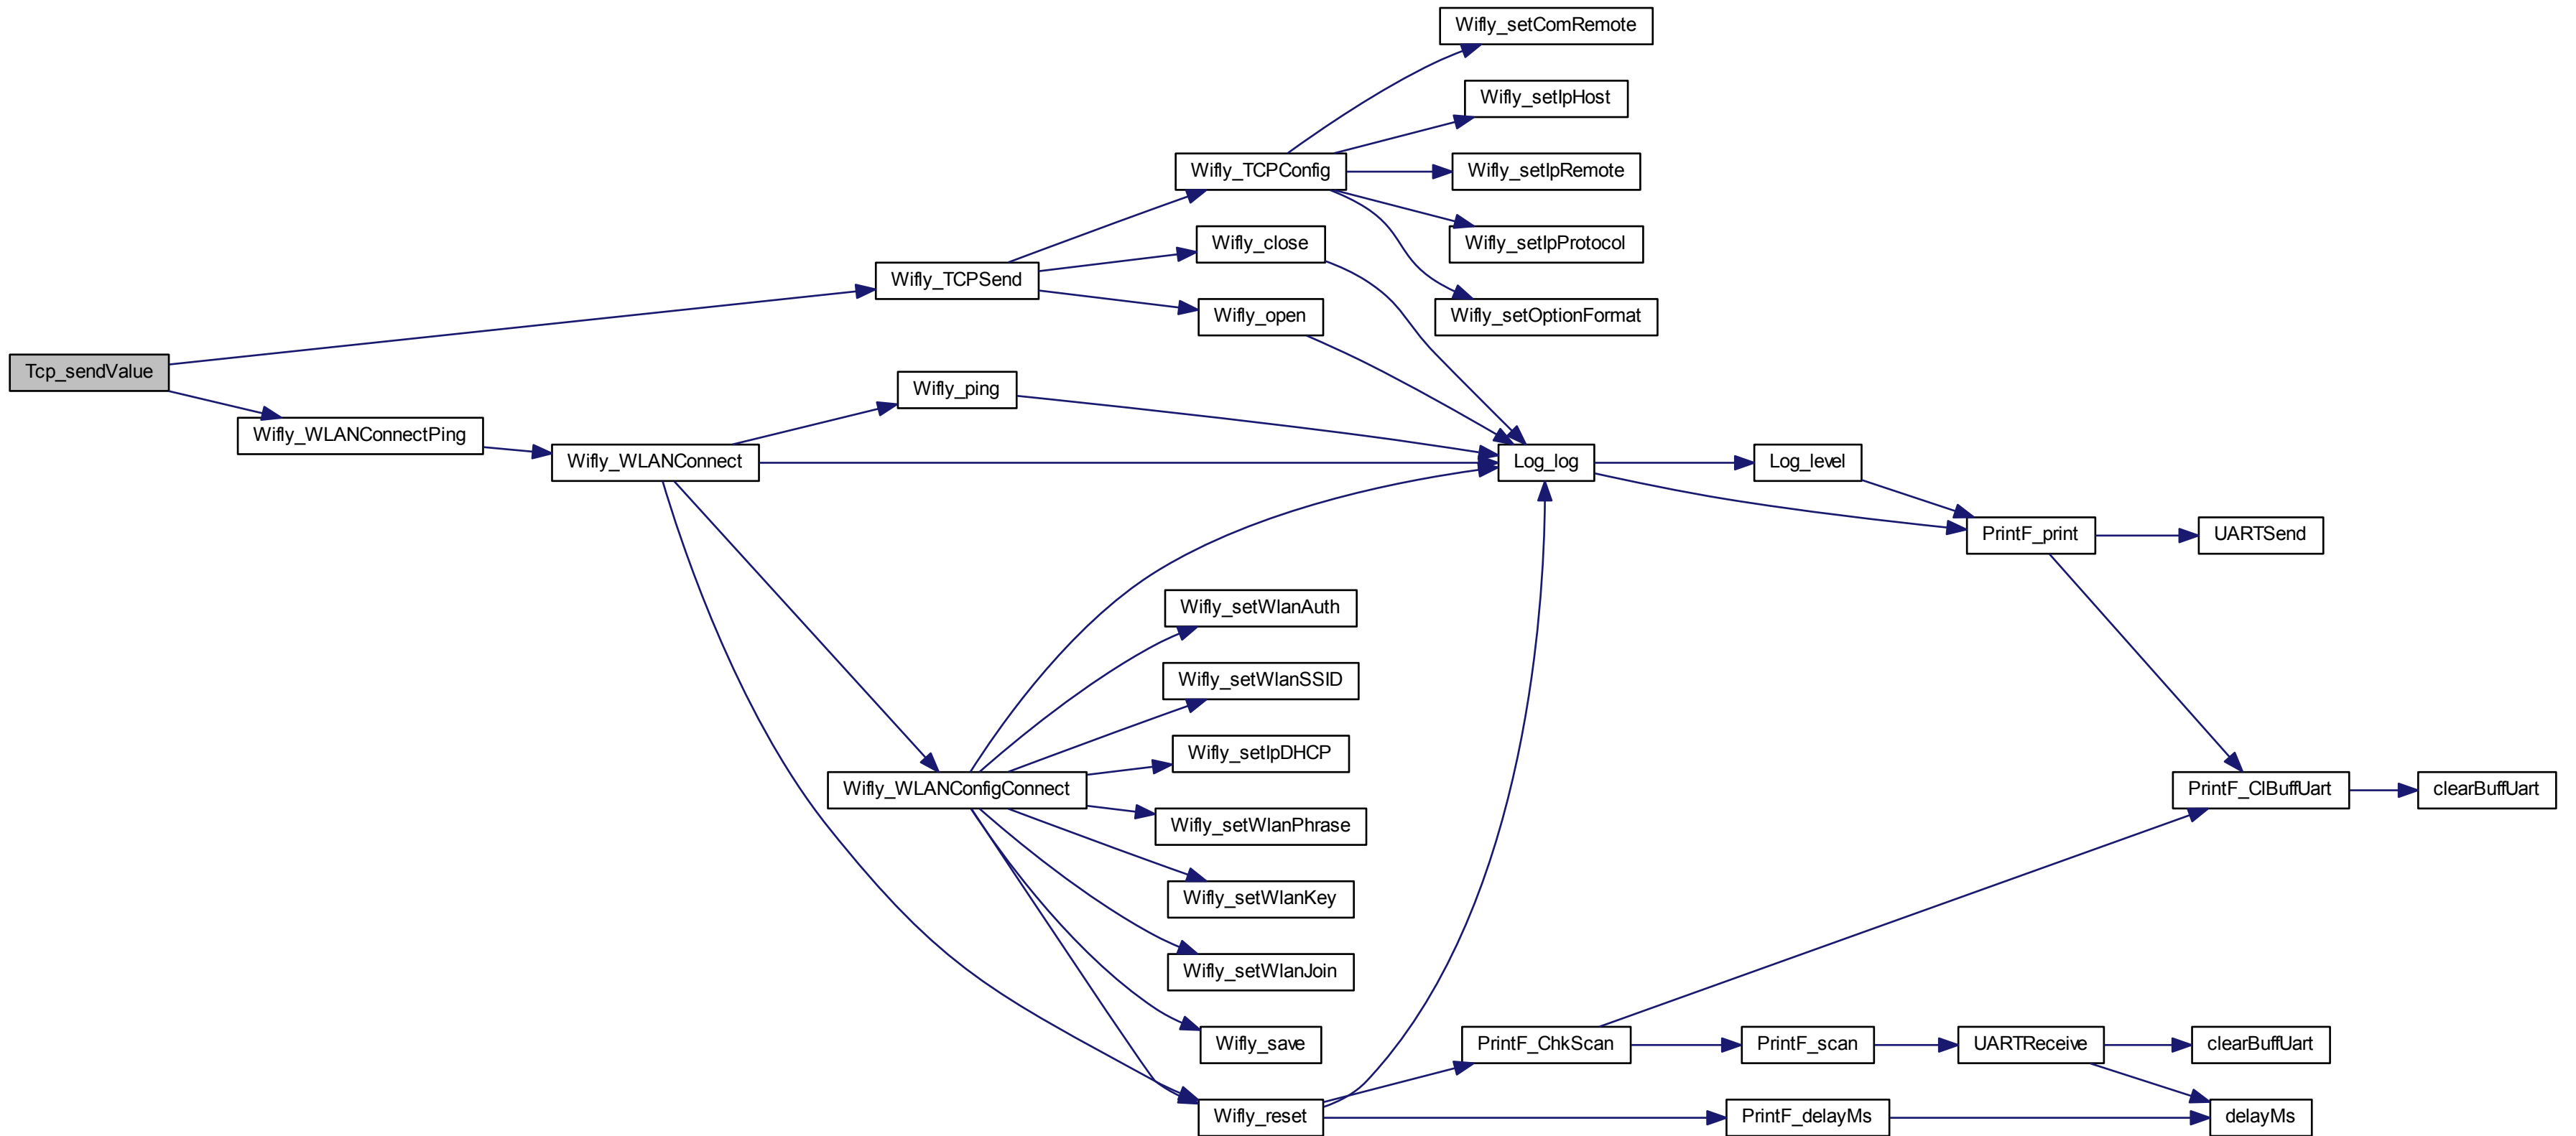 Wifly_setComRemote
Wifly_setIpHost
Wifly_TCPConfig
Wifly_setIpRemote
Wifly_close
Wifly_setIpProtocol
Wifly_TCPSend
Wifly_open
Wifly_setOptionFormat
Tcp_sendValue
Wifly_ping
Wifly_WLANConnectPing
Wifly_WLANConnect
Log_log
Log_level
PrintF_print
UARTSend
Wifly_setWlanAuth
Wifly_setWlanSSID
Wifly_setIpDHCP
Wifly_WLANConfigConnect
PrintF_ClBuffUart
clearBuffUart
Wifly_setWlanPhrase
Wifly_setWlanKey
Wifly_setWlanJoin
Wifly_save
PrintF_ChkScan
PrintF_scan
UARTReceive
clearBuffUart
Wifly_reset
PrintF_delayMs
delayMs